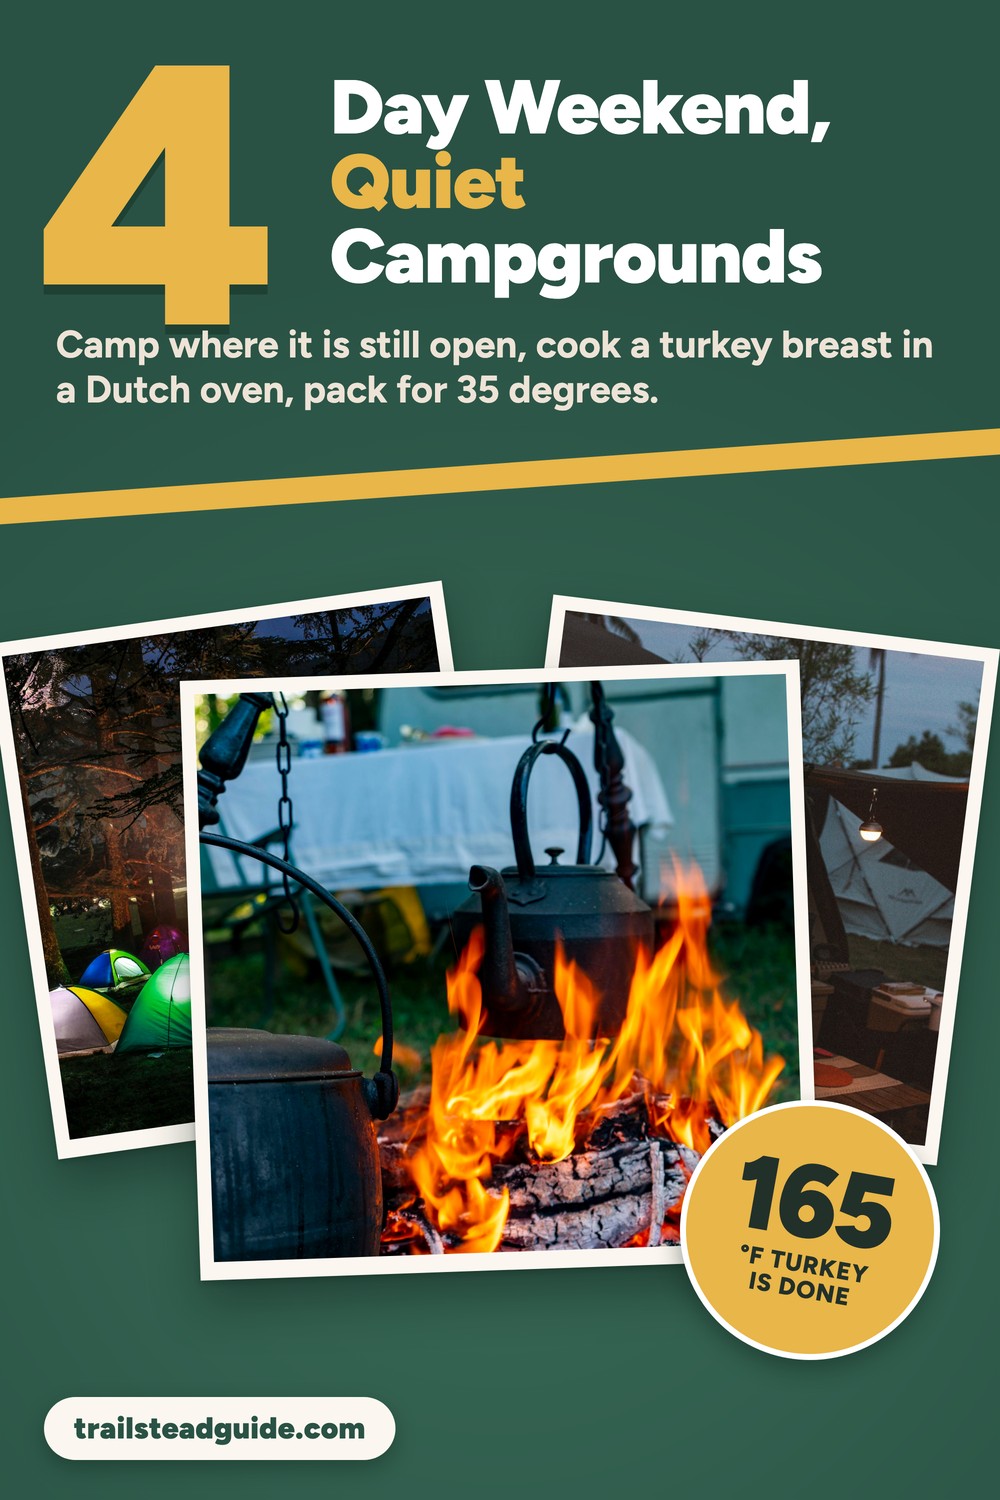 4
Day Weekend,
Quiet
Campgrounds
Camp where it is still open, cook a turkey breast in
a Dutch oven, pack for 35 degrees.
165
°F TURKEY
IS DONE
trailsteadguide.com